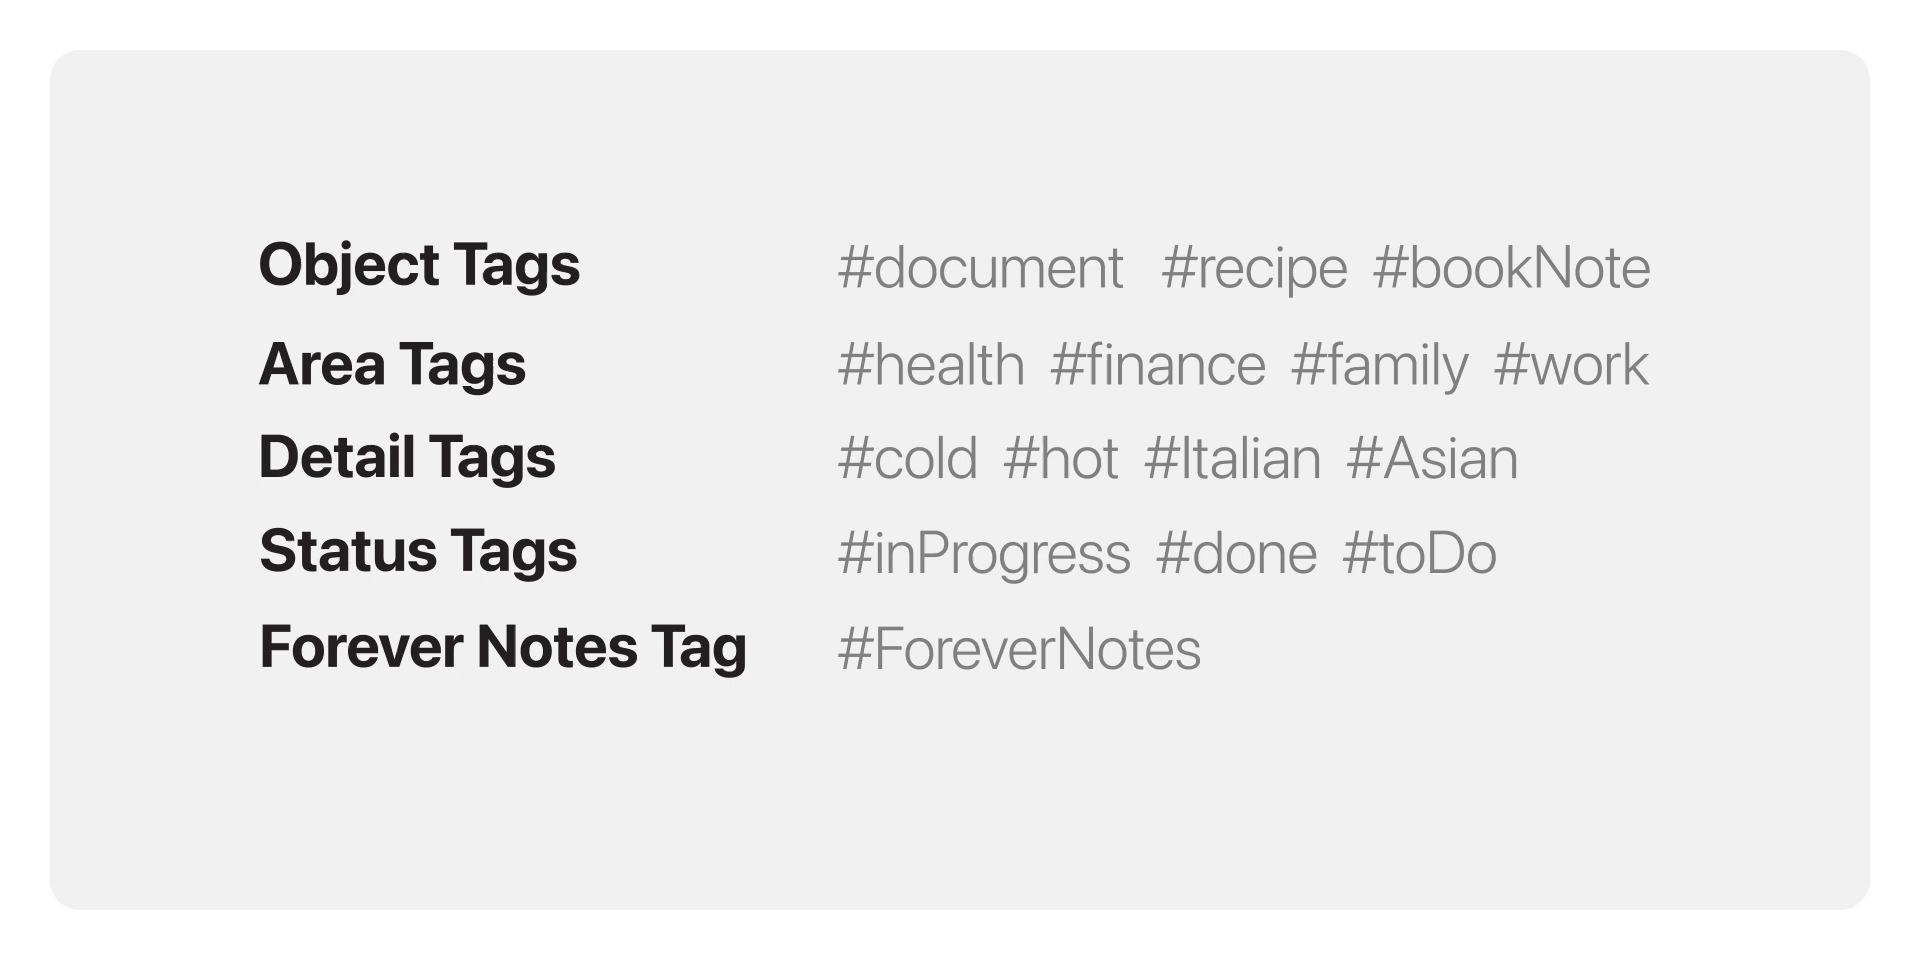 Object Tags #document #recipe #bookNote
Area Tags #health #finance #family #work
Detail Tags #cold #hot #Italian #Asian
Status Tags #inProgress #done #toDo
Forever Notes Tag #ForeverNotes